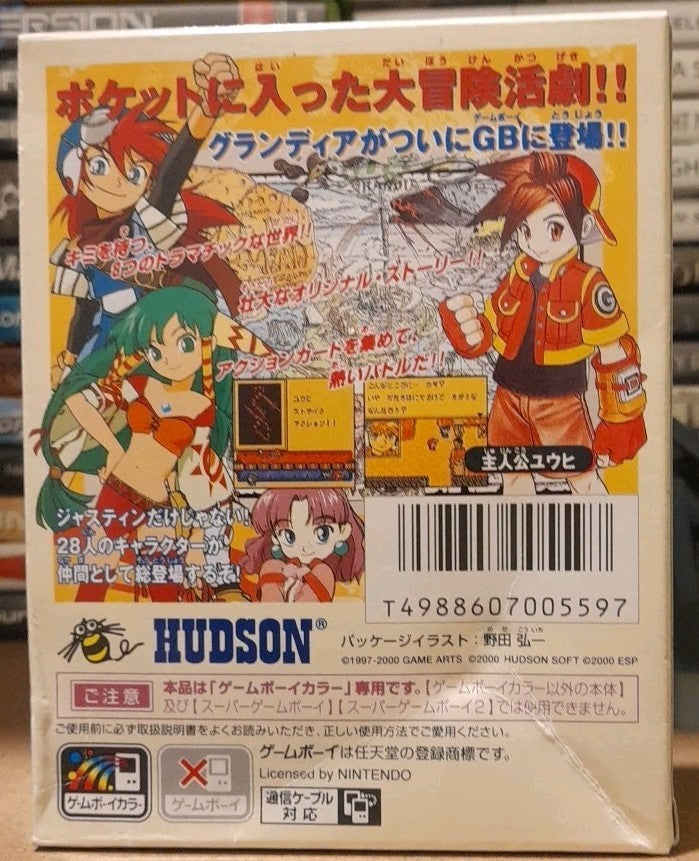 ポケットに入った大冒険活劇!!
グランディアがついにGBに登場!!
キミを待つ、
8つのドラマチックな世界!!
壮大なオリジナル・ストーリー!!
アクションカードを集めて、
熱いバトルだ!!
ユウヒ
ストライク
アクション!!
主人公ユウヒ
ジャスティンだけじゃない!
28人のキャラクターが
仲間として総登場するぞ!
T4988607005597
HUDSON®
パッケージイラスト:野田 弘一
©1997-2000 GAME ARTS ©2000 HUDSON SOFT ©2000 ESP
ご注意
本品は「ゲームボーイカラー」専用です。【ゲームボーイカラー以外の本体】
及び【スーパーゲームボーイ】【スーパーゲームボーイ2】では使用できません。
ご使用前に必ず取扱説明書をよくお読みいただき、正しい使用方法でご愛用ください。
ゲームボーイカラー
ゲームボーイ
ゲームボーイは任天堂の登録商標です。
Licensed by NINTENDO
通信ケーブル
対応